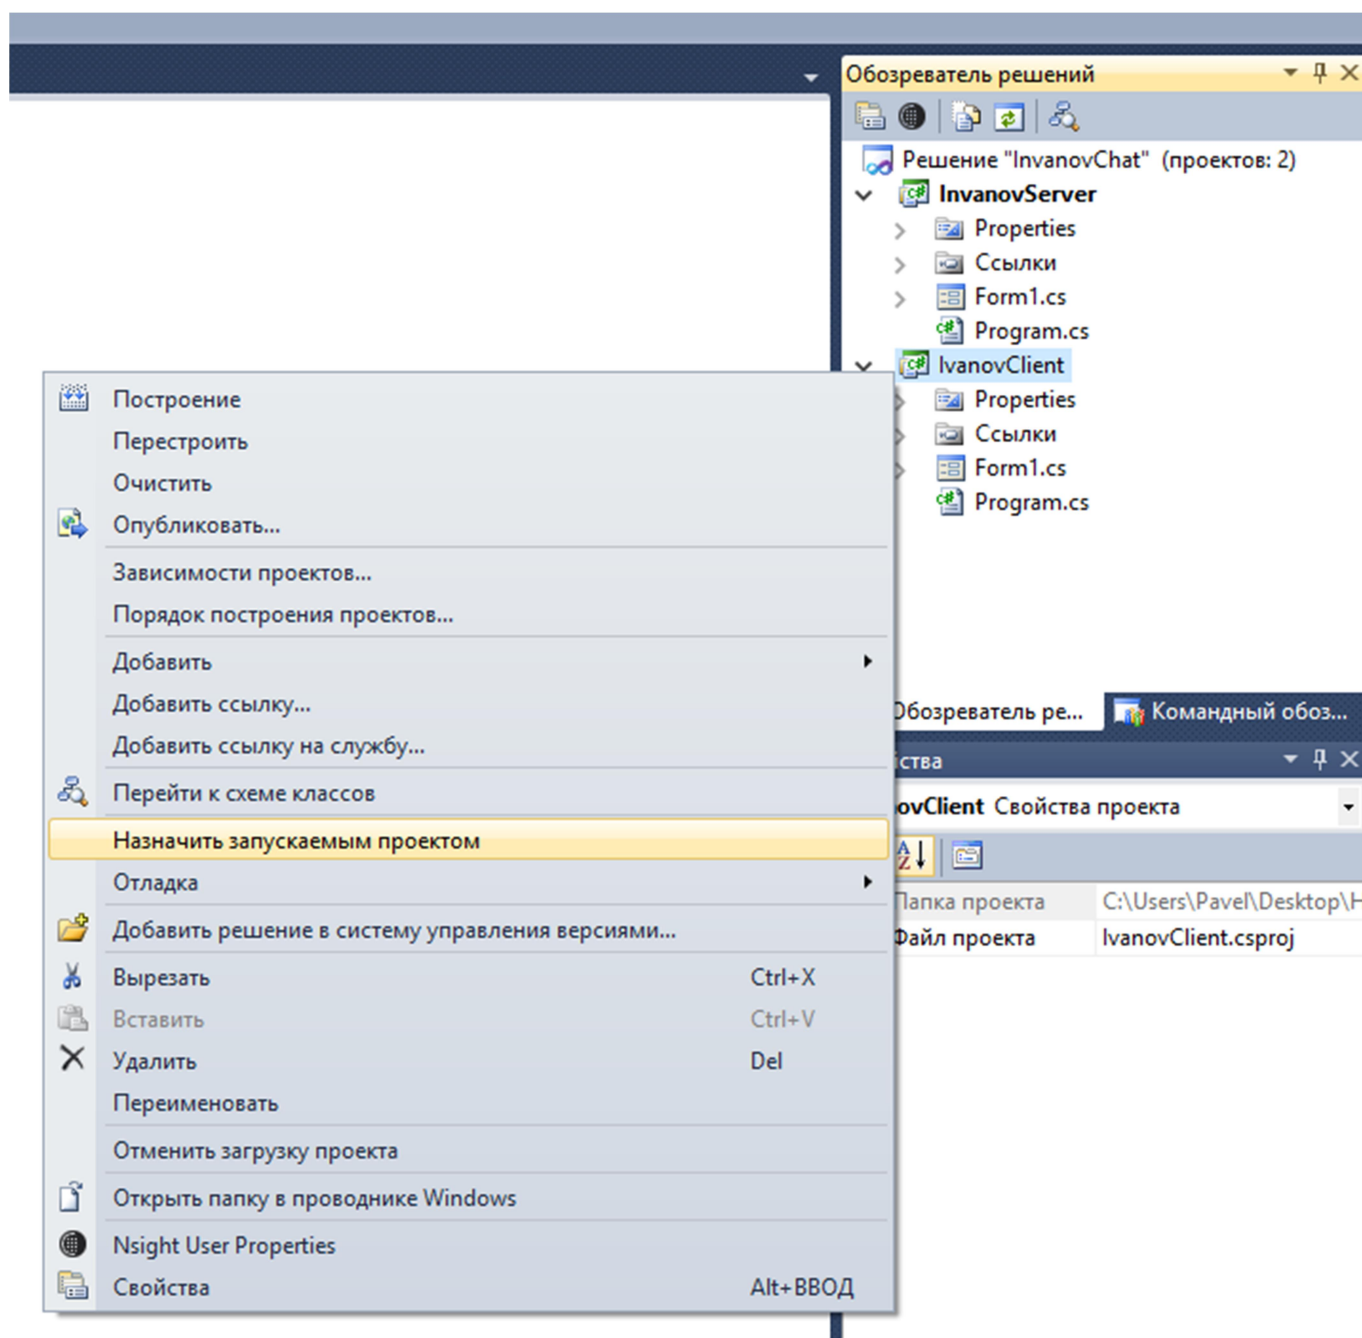 Обозреватель решений
Решение "InvanovChat" (проектов: 2)
InvanovServer
Properties
Ссылки
Form1.cs
Program.cs
IvanovClient
Properties
Ссылки
Form1.cs
Program.cs
Построение
Перестроить
Очистить
Опубликовать...
Зависимости проектов...
Порядок построения проектов...
Добавить
Добавить ссылку...
Добавить ссылку на службу...
Перейти к схеме классов
Назначить запускаемым проектом
Отладка
Добавить решение в систему управления версиями...
Вырезать Ctrl+X
Вставить Ctrl+V
Удалить Del
Переименовать
Отменить загрузку проекта
Открыть папку в проводнике Windows
Nsight User Properties
Свойства Alt+ВВОД
Обозреватель ре... Командный обоз...
йства
novClient Свойства проекта
Папка проекта C:\Users\Pavel\Desktop\H
Файл проекта IvanovClient.csproj